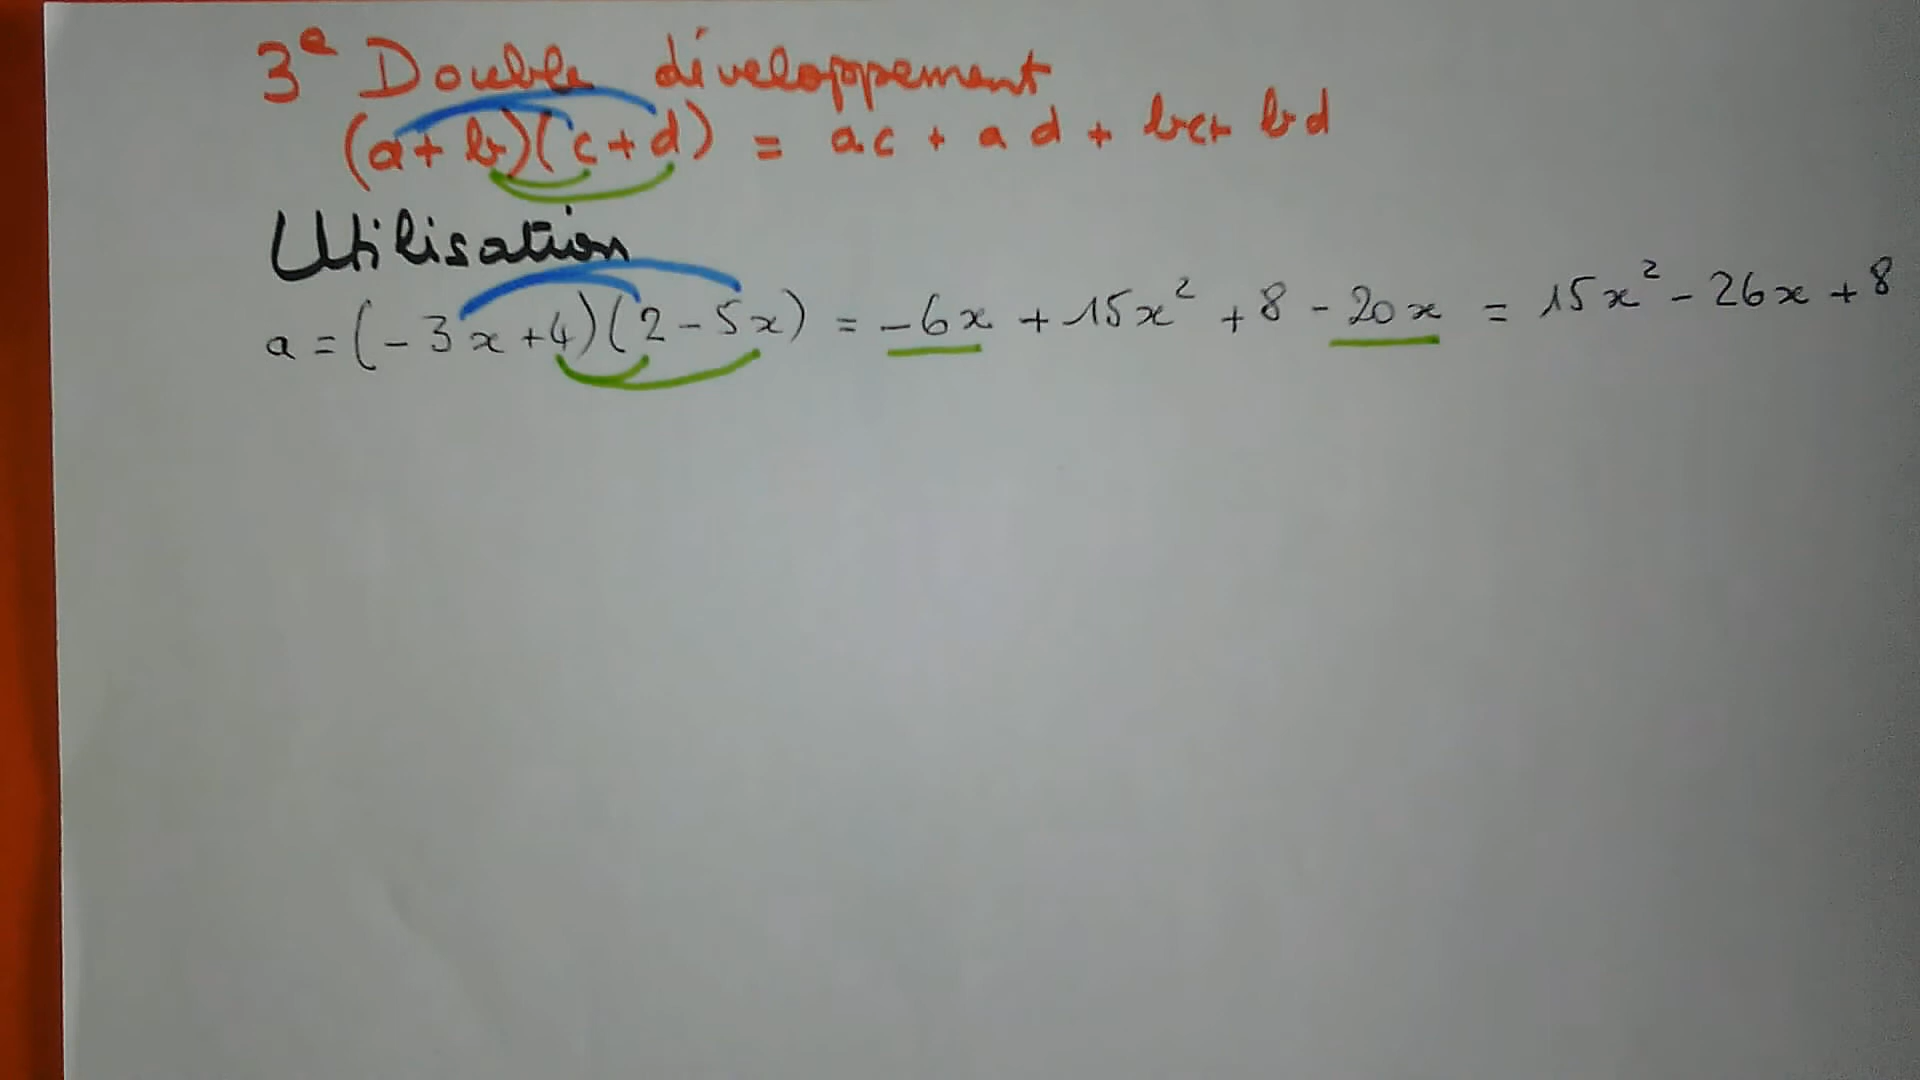 3e Double développement
(a+b)(c+d) = ac + ad + bc+ bd
Utilisation
a = (-3x+4)(2-5x) = -6x + 15x² + 8 - 20x = 15x² - 26x + 8